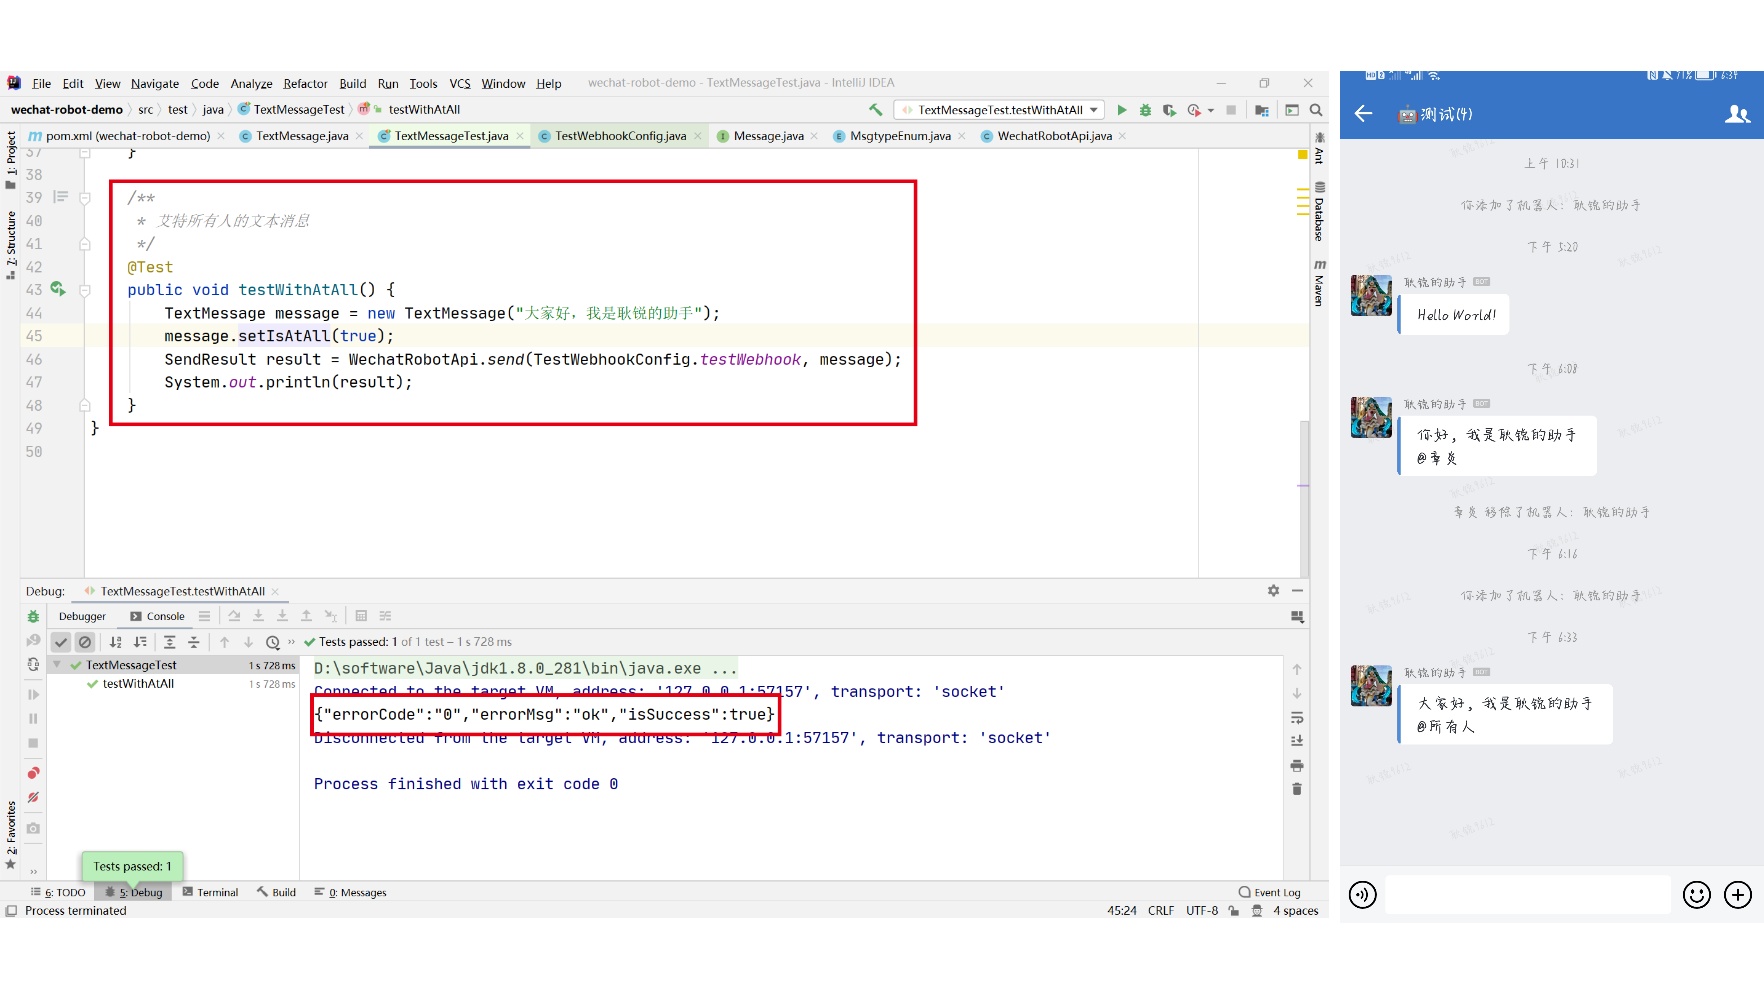 File Edit View Navigate Code Analyze Refactor Build Run Tools VCS Window Help wechat-robot-demo - TextMessageTest.java - IntelliJ IDEA
wechat-robot-demo src test java TextMessageTest testWithAtAll TextMessageTest.testWithAtAll
pom.xml (wechat-robot-demo) TextMessage.java TextMessageTest.java TestWebhookConfig.java Message.java MsgtypeEnum.java WechatRobotApi.java
1: Project
7: Structure
2: Favorites
Ant
Database
Maven
37 }
38
39 /**
40 * 艾特所有人的文本消息
41 */
42 @Test
43 public void testWithAtAll() {
44 TextMessage message = new TextMessage("大家好，我是耿锐的助手");
45 message.setIsAtAll(true);
46 SendResult result = WechatRobotApi.send(TestWebhookConfig.testWebhook, message);
47 System.out.println(result);
48 }
49 }
50
Debug: TextMessageTest.testWithAtAll
Debugger Console
Tests passed: 1 of 1 test – 1 s 728 ms
TextMessageTest 1 s 728 ms
testWithAtAll 1 s 728 ms
D:\software\Java\jdk1.8.0_281\bin\java.exe ...
Connected to the target VM, address: '127.0.0.1:57157', transport: 'socket'
{"errorCode":"0","errorMsg":"ok","isSuccess":true}
Disconnected from the target VM, address: '127.0.0.1:57157', transport: 'socket'
Process finished with exit code 0
Tests passed: 1
6: TODO 5: Debug Terminal Build 0: Messages Event Log
Process terminated 45:24 CRLF UTF-8 4 spaces
71% 6:34
测试(4)
上午 10:31
你添加了机器人：耿锐的助手
下午 5:20
耿锐的助手 BOT
Hello World!
下午 6:08
耿锐的助手 BOT
你好，我是耿锐的助手
@辜炎
辜炎 移除了机器人：耿锐的助手
下午 6:16
你添加了机器人：耿锐的助手
下午 6:33
耿锐的助手 BOT
大家好，我是耿锐的助手
@所有人